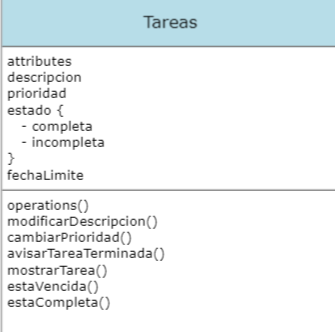 Tareas
attributes
descripcion
prioridad
estado {
- completa
- incompleta
}
fechaLimite
operations()
modificarDescripcion()
cambiarPrioridad()
avisarTareaTerminada()
mostrarTarea()
estaVencida()
estaCompleta()